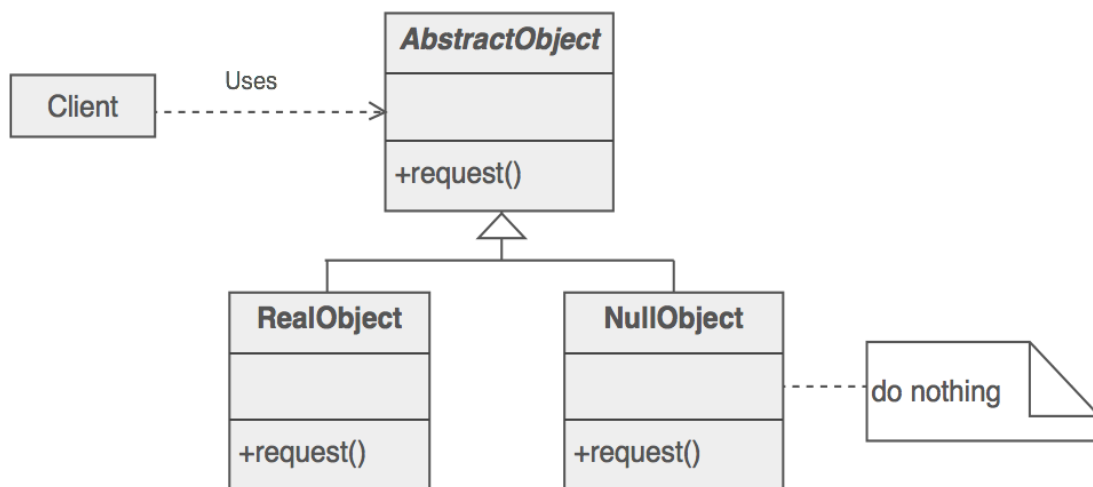 AbstractObject
Uses
Client
+request()
RealObject
NullObject
do nothing
+request()
+request()